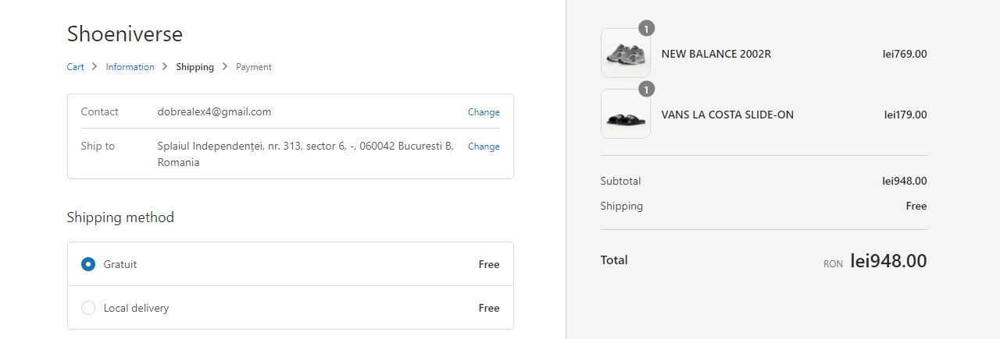 Shoeniverse
Cart > Information > Shipping > Payment
Contact dobrealex4@gmail.com Change
Ship to Splaiul Independenței, nr. 313, sector 6, -, 060042 Bucuresti B, Change
Romania
Shipping method
Gratuit Free
Local delivery Free
1
NEW BALANCE 2002R lei769.00
1
VANS LA COSTA SLIDE-ON lei179.00
Subtotal lei948.00
Shipping Free
Total RON lei948.00